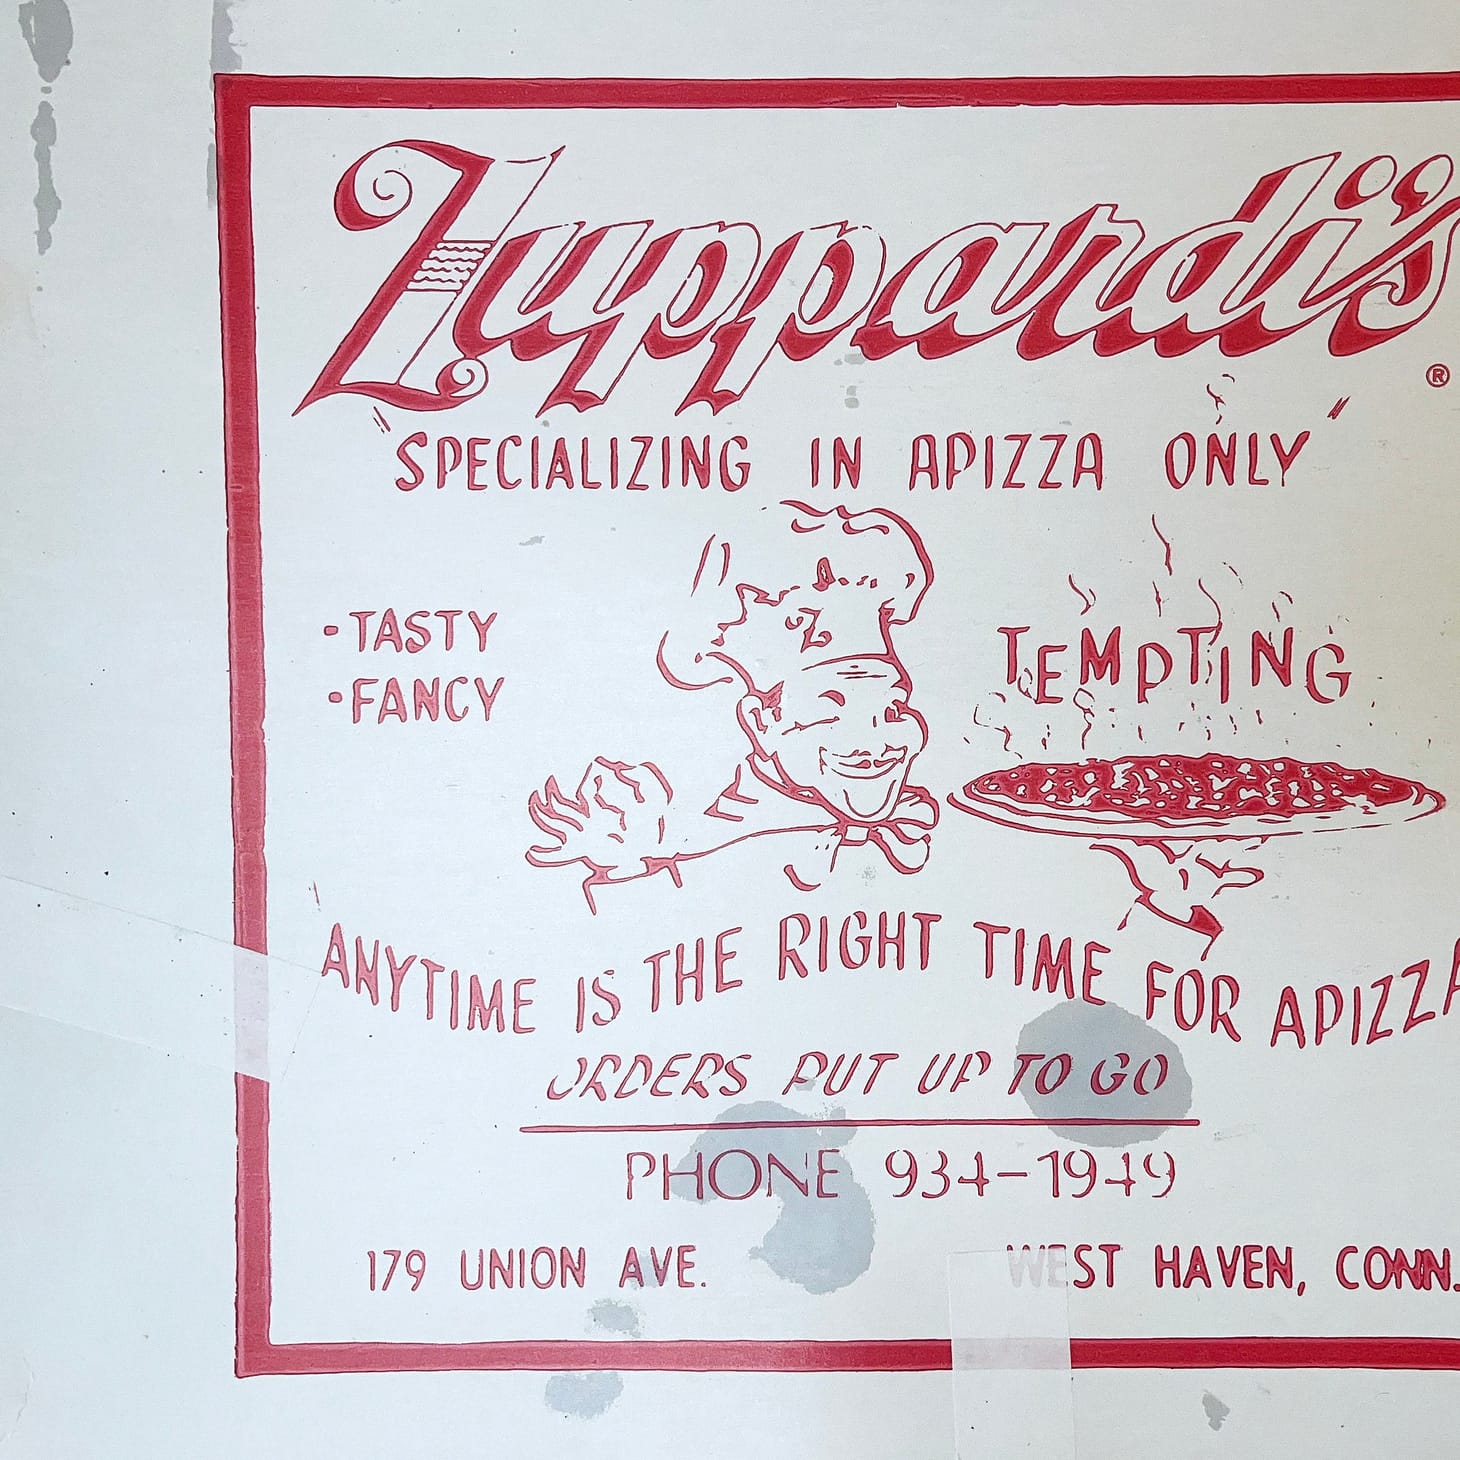 Zuppardi's ®
"SPECIALIZING IN APIZZA ONLY"
• TASTY
• FANCY
TEMPTING
ANYTIME IS THE RIGHT TIME FOR APIZZA
ORDERS PUT UP TO GO
PHONE 934-1949
179 UNION AVE. WEST HAVEN, CONN.